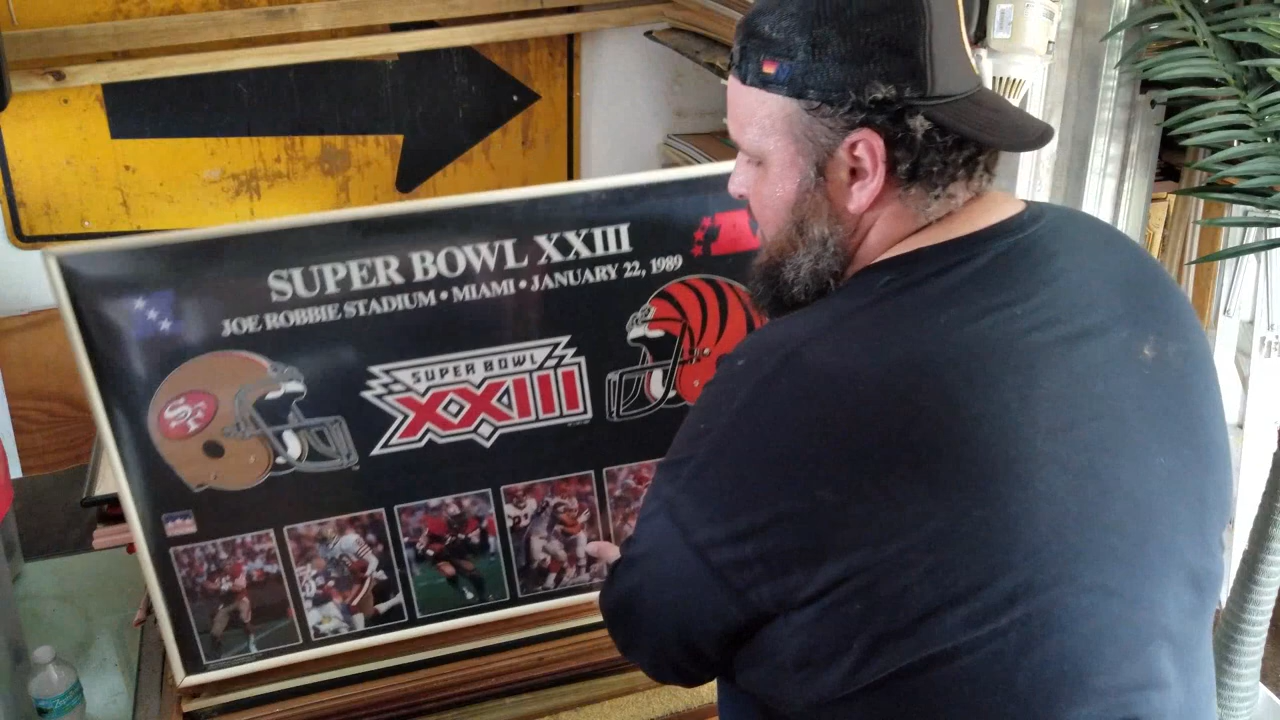 SUPER BOWL XXIII
JOE ROBBIE STADIUM • MIAMI • JANUARY 22, 1989
SF
SUPER BOWL
XXIII